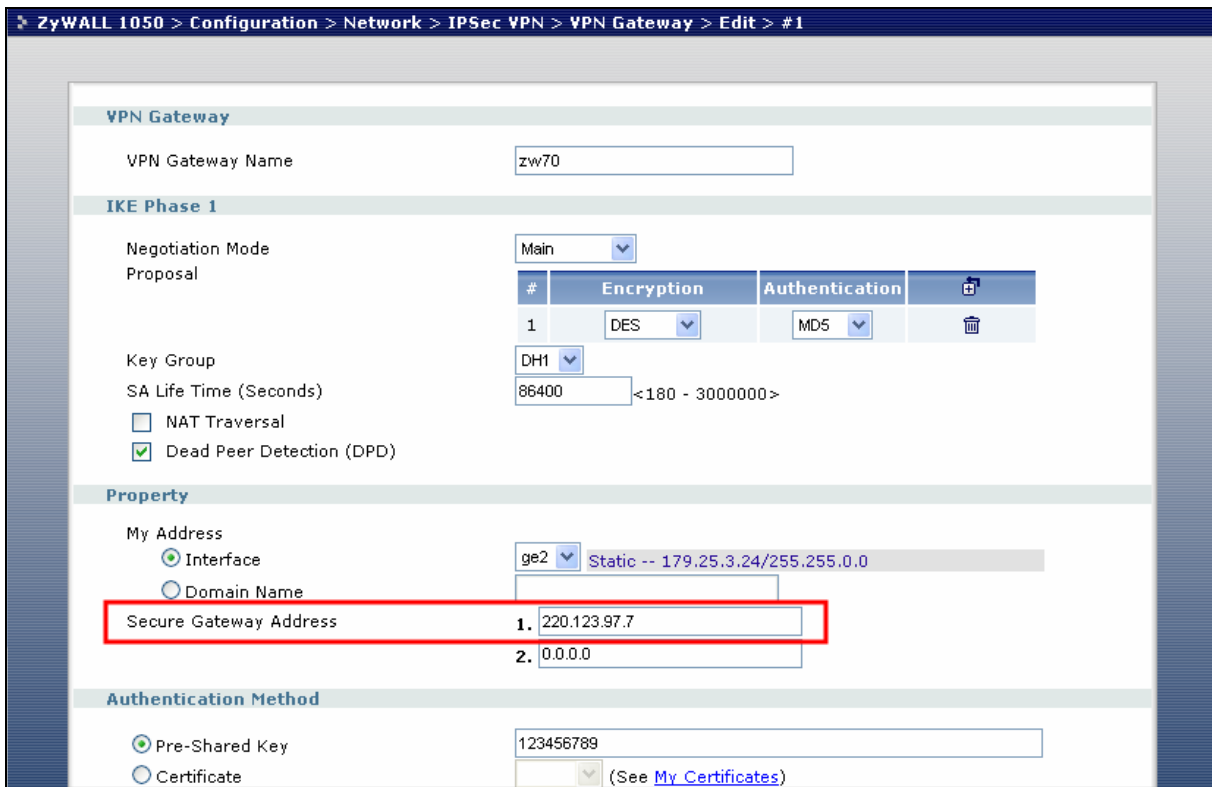 ZyWALL 1050 > Configuration > Network > IPSec VPN > VPN Gateway > Edit > #1
VPN Gateway
VPN Gateway Name zw70
IKE Phase 1
Negotiation Mode Main
Proposal
# Encryption Authentication
1 DES MD5
Key Group DH1
SA Life Time (Seconds) 86400 <180 - 3000000>
NAT Traversal
Dead Peer Detection (DPD)
Property
My Address
Interface ge2 Static -- 179.25.3.24/255.255.0.0
Domain Name
Secure Gateway Address 1. 220.123.97.7
2. 0.0.0.0
Authentication Method
Pre-Shared Key 123456789
Certificate (See My Certificates)